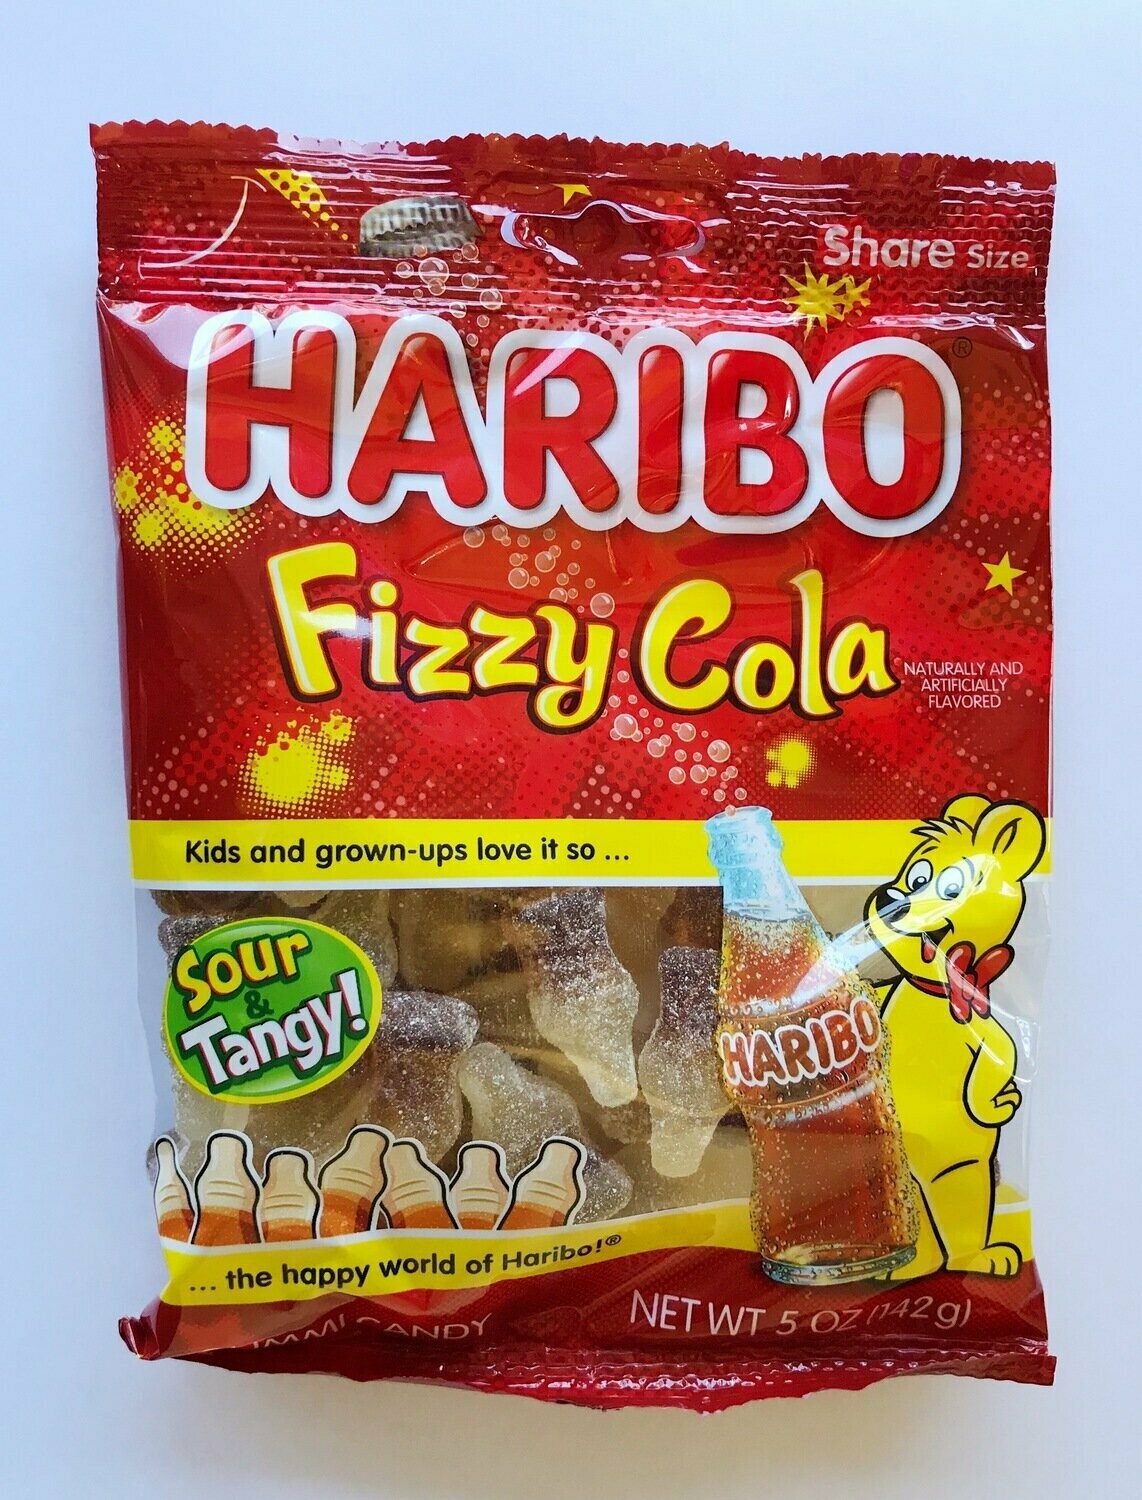 Share Size
HARIBO®
Fizzy Cola
NATURALLY AND
ARTIFICIALLY
FLAVORED
Kids and grown-ups love it so ...
Sour
&
Tangy!
HARIBO
... the happy world of Haribo!®
CANDY
NET WT 5 OZ (142 g)